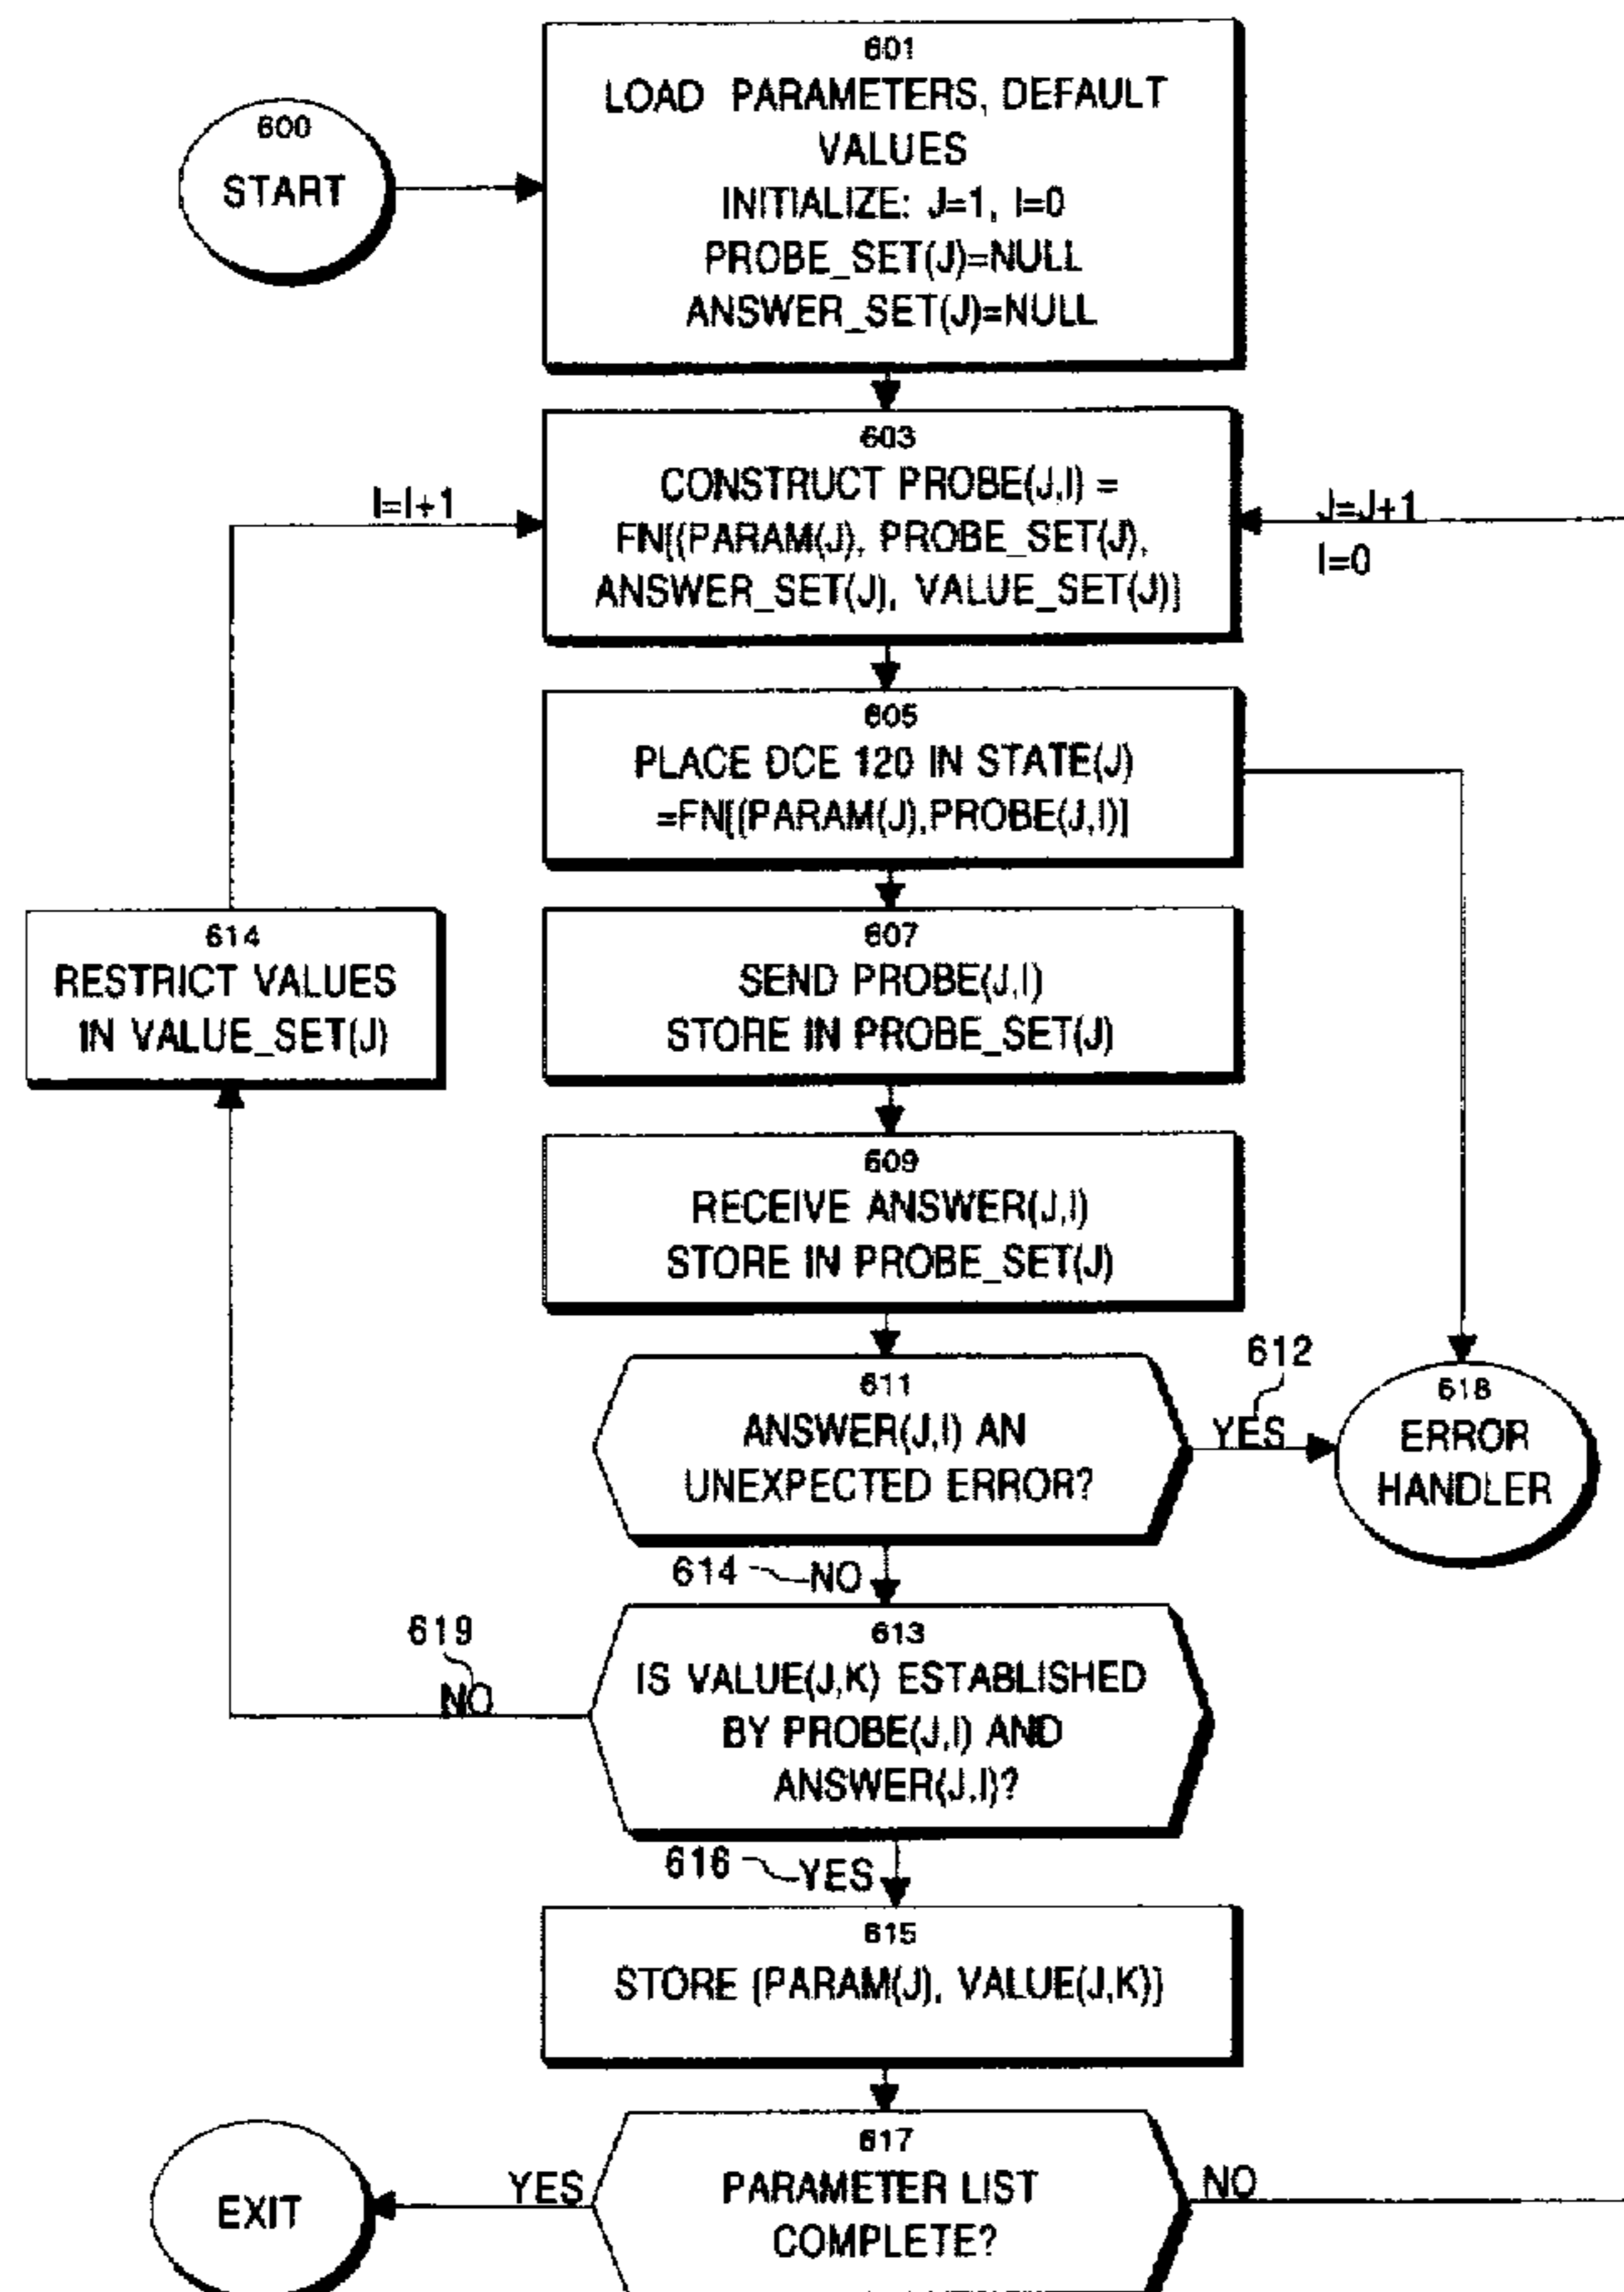 600
START
601
LOAD PARAMETERS, DEFAULT
VALUES
INITIALIZE: J=1, I=0
PROBE_SET(J)=NULL
ANSWER_SET(J)=NULL
603
CONSTRUCT PROBE(J,I) =
FN[(PARAM(J), PROBE_SET(J),
ANSWER_SET(J), VALUE_SET(J)]
I=I+1
J=J+1
I=0
605
PLACE DCE 120 IN STATE(J)
=FN[(PARAM(J),PROBE(J,I)]
614
RESTRICT VALUES
IN VALUE_SET(J)
607
SEND PROBE(J,I)
STORE IN PROBE_SET(J)
609
RECEIVE ANSWER(J,I)
STORE IN PROBE_SET(J)
611
ANSWER(J,I) AN
UNEXPECTED ERROR?
612
YES
618
ERROR
HANDLER
614 NO
613
IS VALUE(J,K) ESTABLISHED
BY PROBE(J,I) AND
ANSWER(J,I)?
619
NO
616 YES
615
STORE (PARAM(J), VALUE(J,K))
617
PARAMETER LIST
COMPLETE?
YES
EXIT
NO